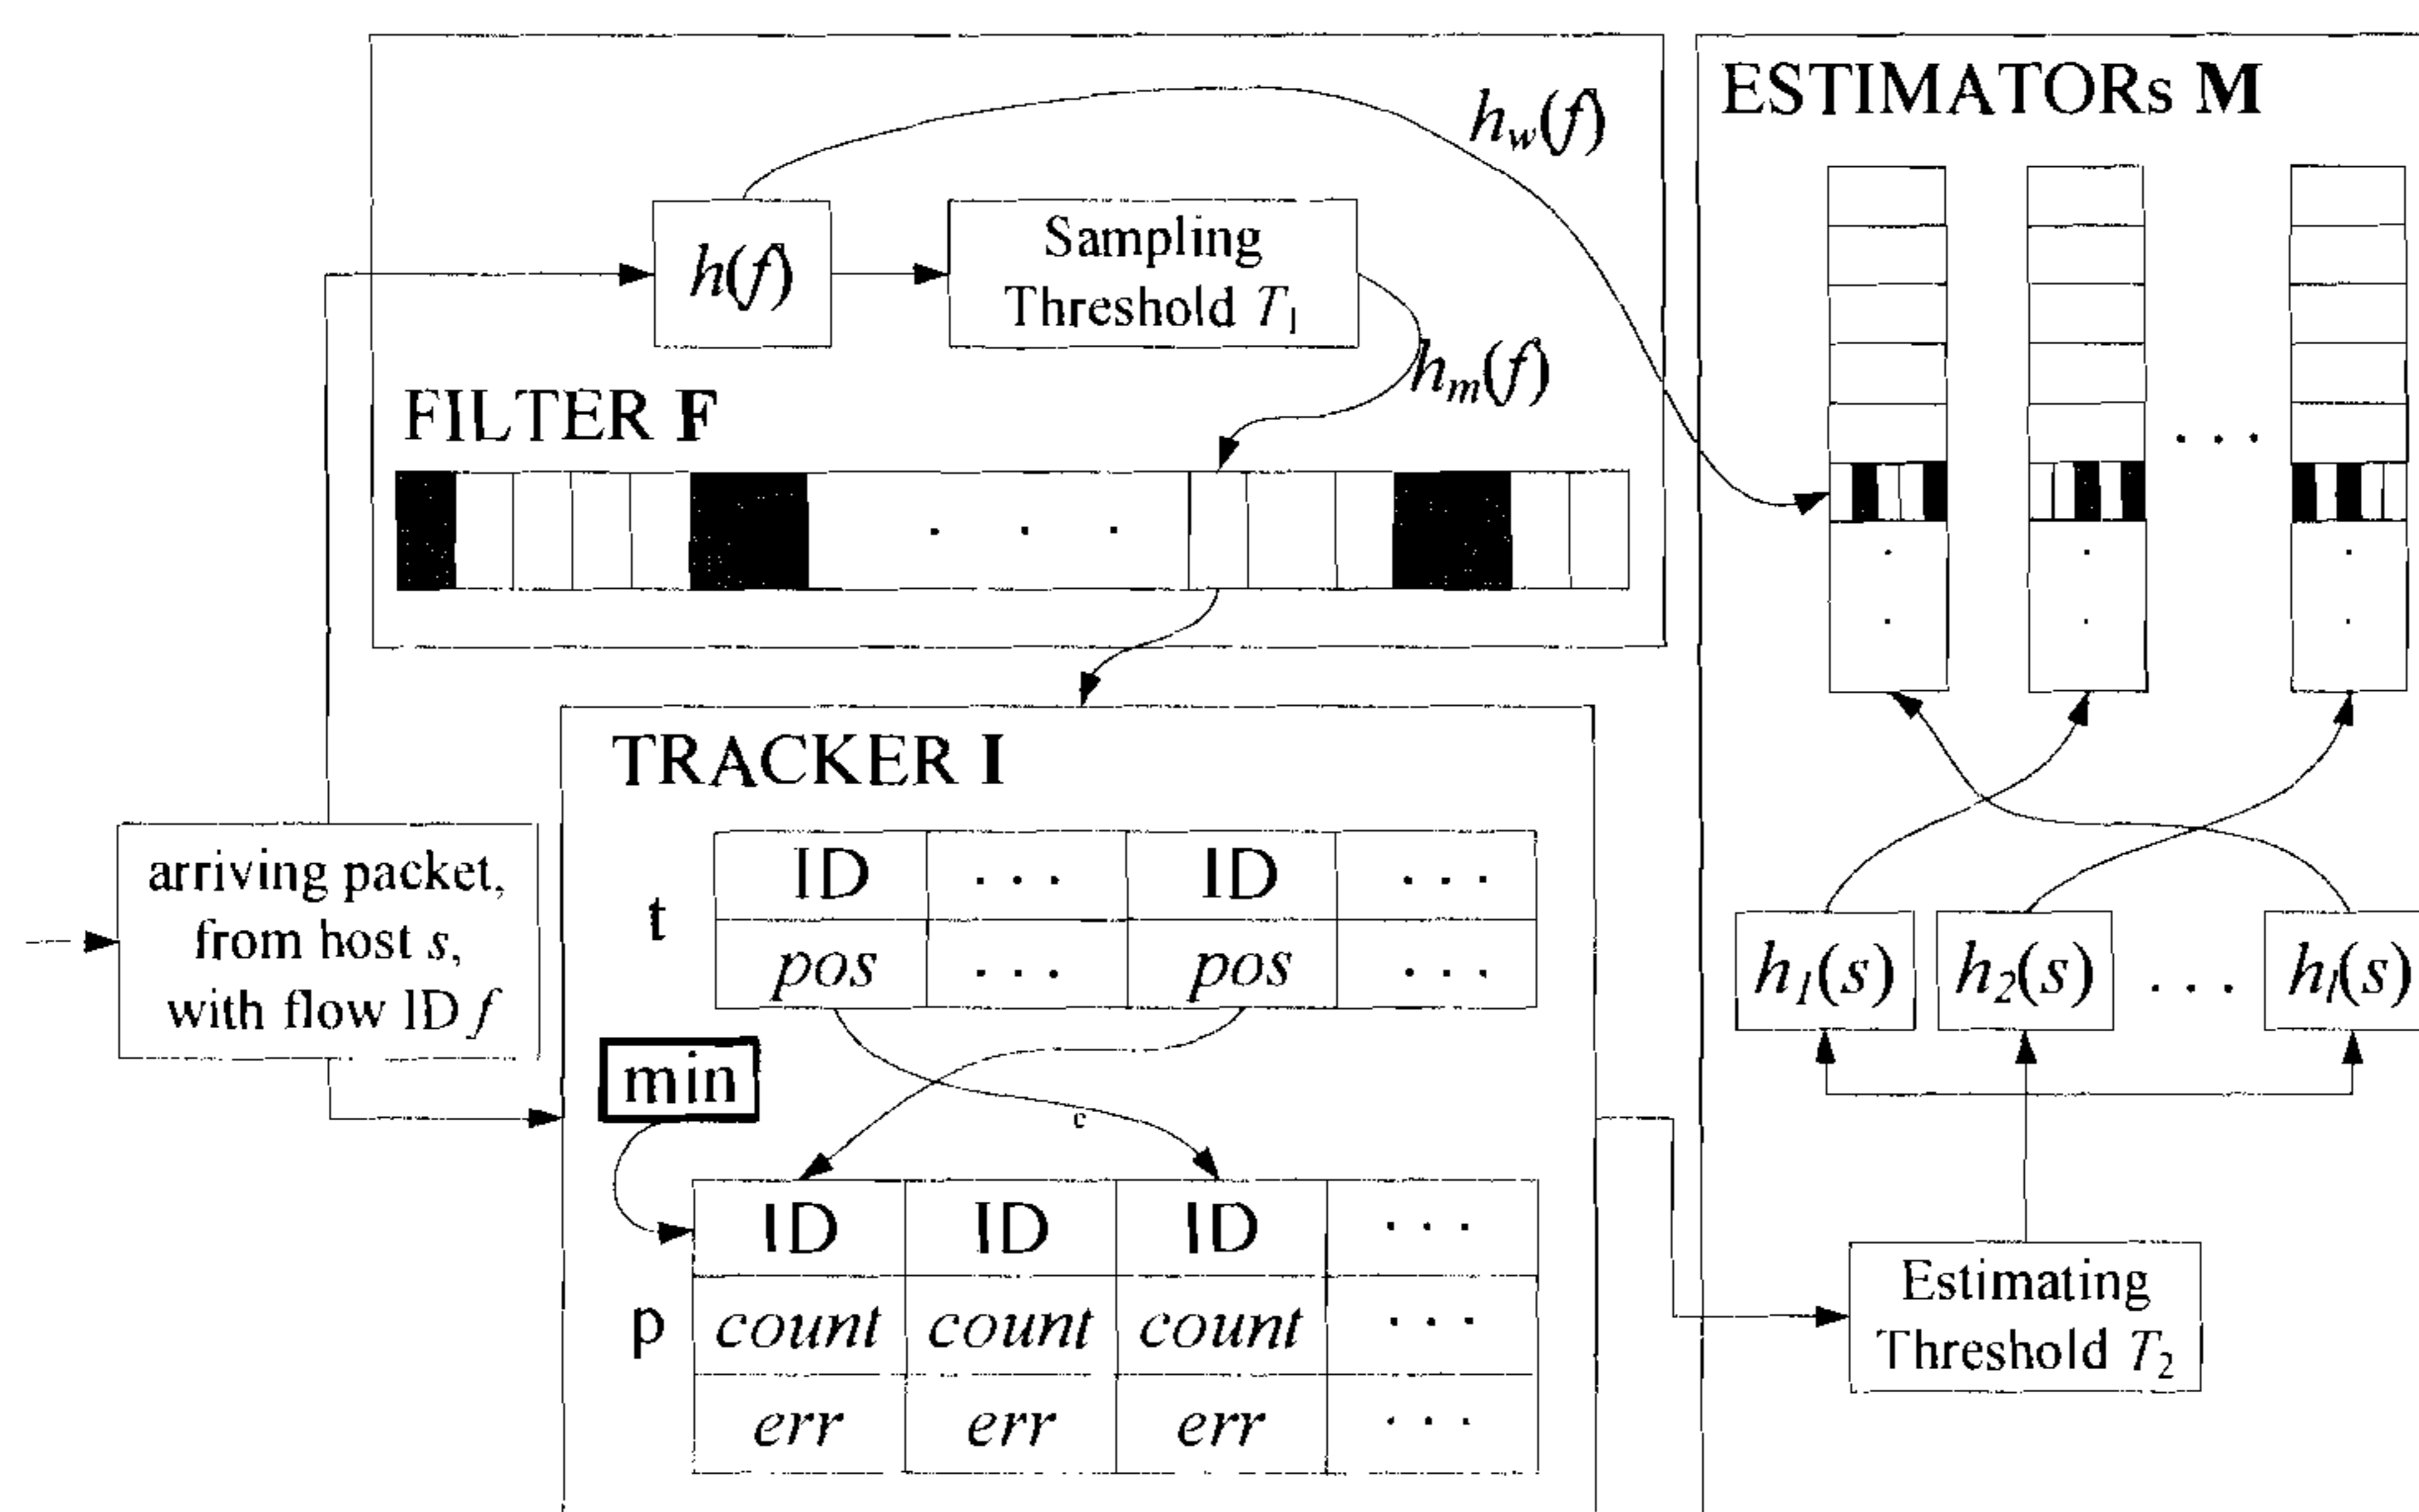 ESTIMATORs M
h_w(f)
h(f)
Sampling
Threshold T_1
h_m(f)
FILTER F
. . .
. . .
TRACKER I
arriving packet,
from host s,
with flow ID f
t
ID . . . ID . . .
pos . . . pos . . .
min
c
p
ID ID ID . . .
count count count . . .
err err err . . .
h_1(s) h_2(s) . . . h_l(s)
Estimating
Threshold T_2